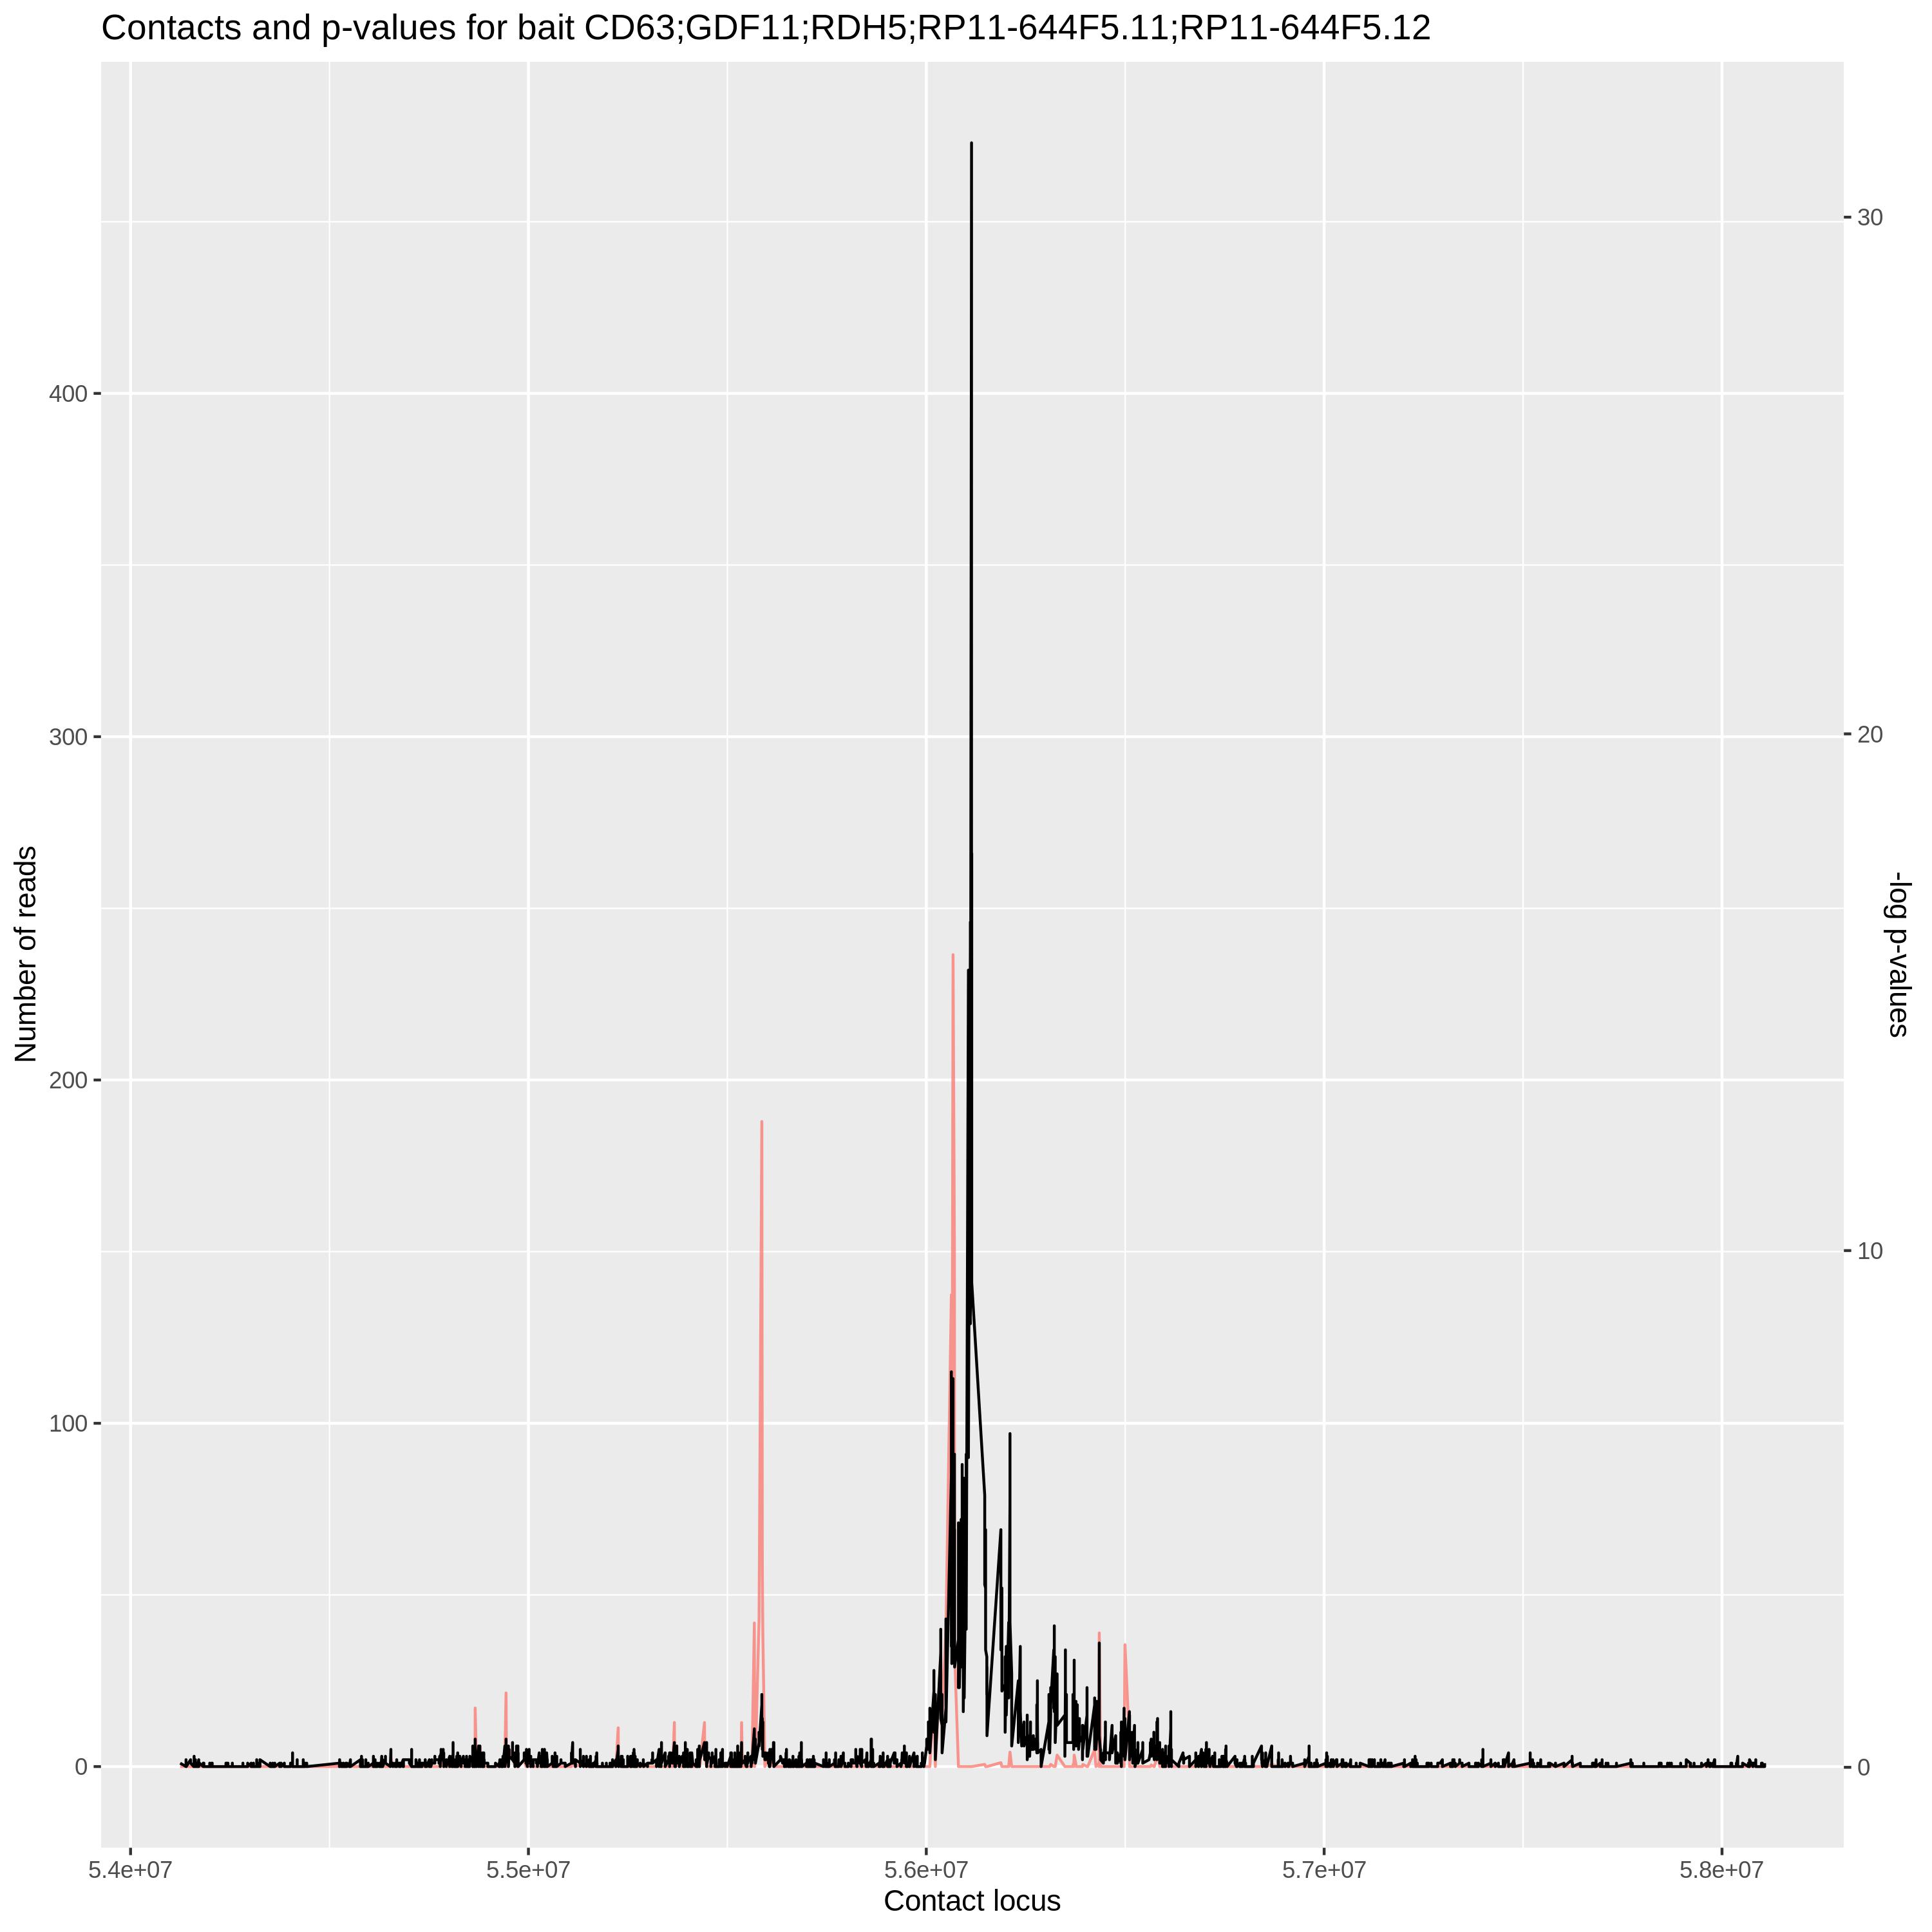 Contacts and p-values for bait CD63;GDF11;RDH5;RP11-644F5.11;RP11-644F5.12
Number of reads
400
300
200
100
0
30
20
10
0
-log p-values
5.4e+07
5.5e+07
5.6e+07
5.7e+07
5.8e+07
Contact locus